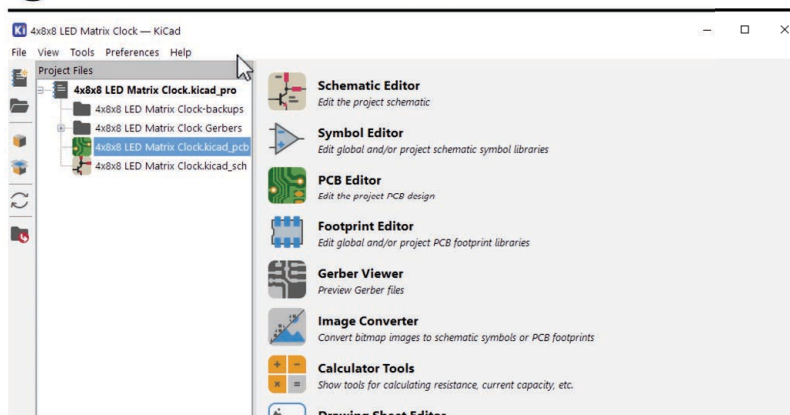 Ki 4x8x8 LED Matrix Clock — KiCad
File View Tools Preferences Help
Project Files
4x8x8 LED Matrix Clock.kicad_pro
4x8x8 LED Matrix Clock-backups
4x8x8 LED Matrix Clock Gerbers
4x8x8 LED Matrix Clock.kicad_pcb
4x8x8 LED Matrix Clock.kicad_sch
Schematic Editor
Edit the project schematic
Symbol Editor
Edit global and/or project schematic symbol libraries
PCB Editor
Edit the project PCB design
Footprint Editor
Edit global and/or project PCB footprint libraries
Gerber Viewer
Preview Gerber files
Image Converter
Convert bitmap images to schematic symbols or PCB footprints
Calculator Tools
Show tools for calculating resistance, current capacity, etc.
Drawing Sheet Editor